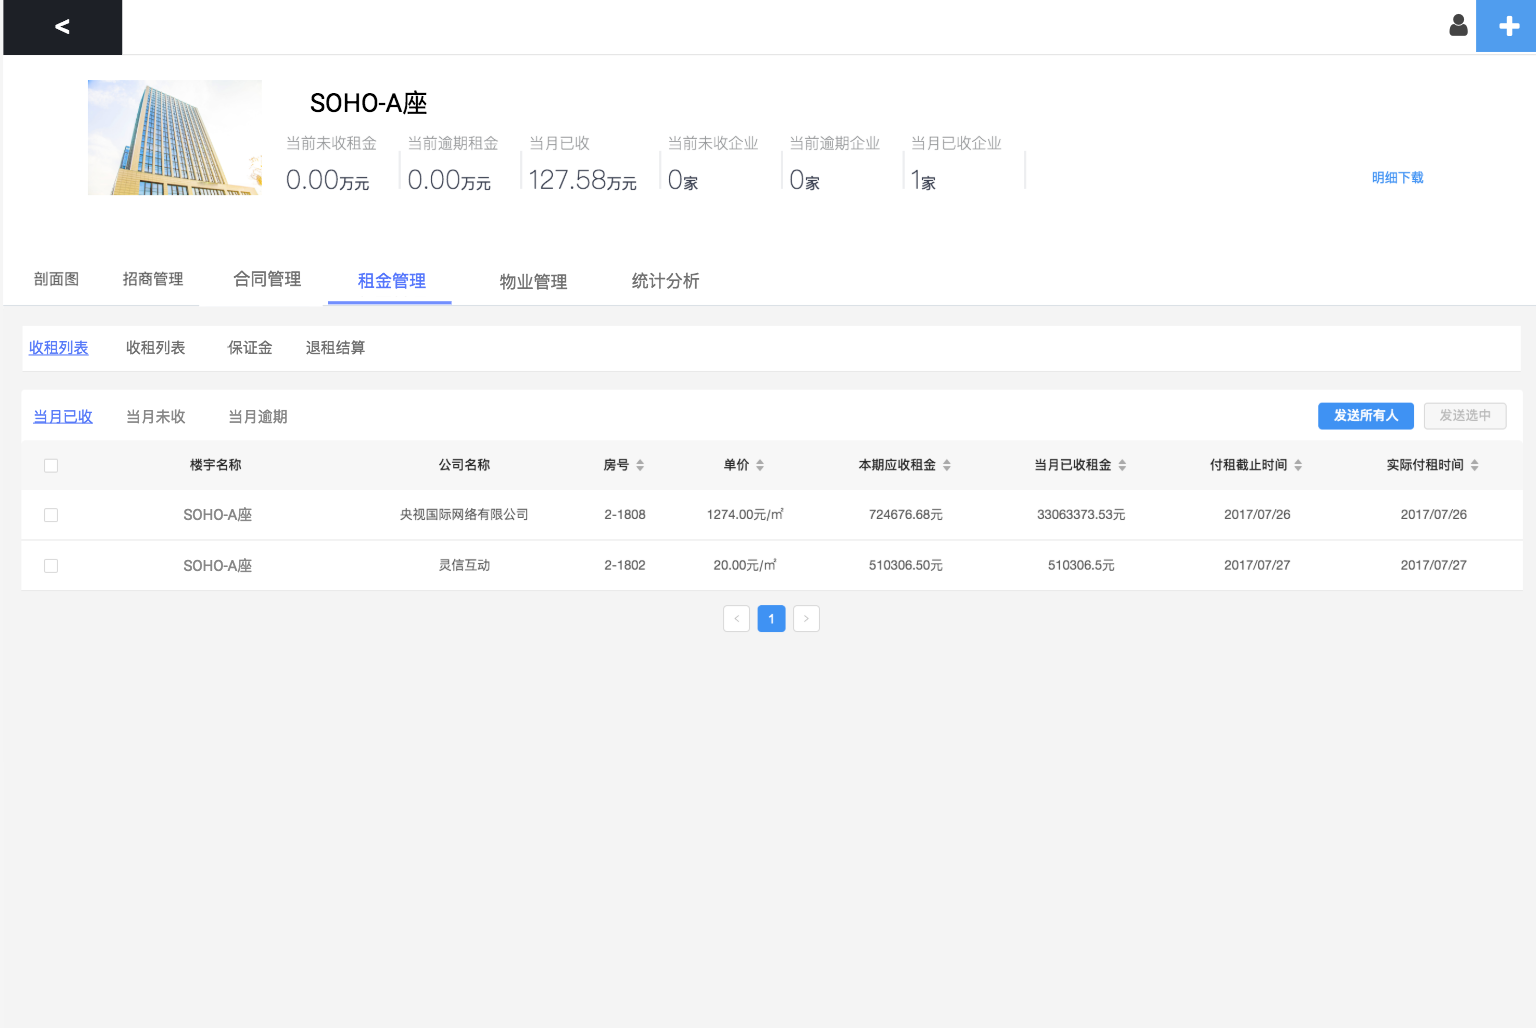 <
SOHO-A座
当前未收租金 当前逾期租金 当月已收 当前未收企业 当前逾期企业 当月已收企业
0.00万元 0.00万元 127.58万元 0家 0家 1家
明细下载
剖面图 招商管理 合同管理 租金管理 物业管理 统计分析
收租列表 收租列表 保证金 退租结算
当月已收 当月未收 当月逾期 发送所有人 发送选中
楼宇名称 公司名称 房号 单价 本期应收租金 当月已收租金 付租截止时间 实际付租时间
SOHO-A座 央视国际网络有限公司 2-1808 1274.00元/㎡ 724676.68元 33063373.53元 2017/07/26 2017/07/26
SOHO-A座 灵信互动 2-1802 20.00元/㎡ 510306.50元 510306.5元 2017/07/27 2017/07/27
< 1 >